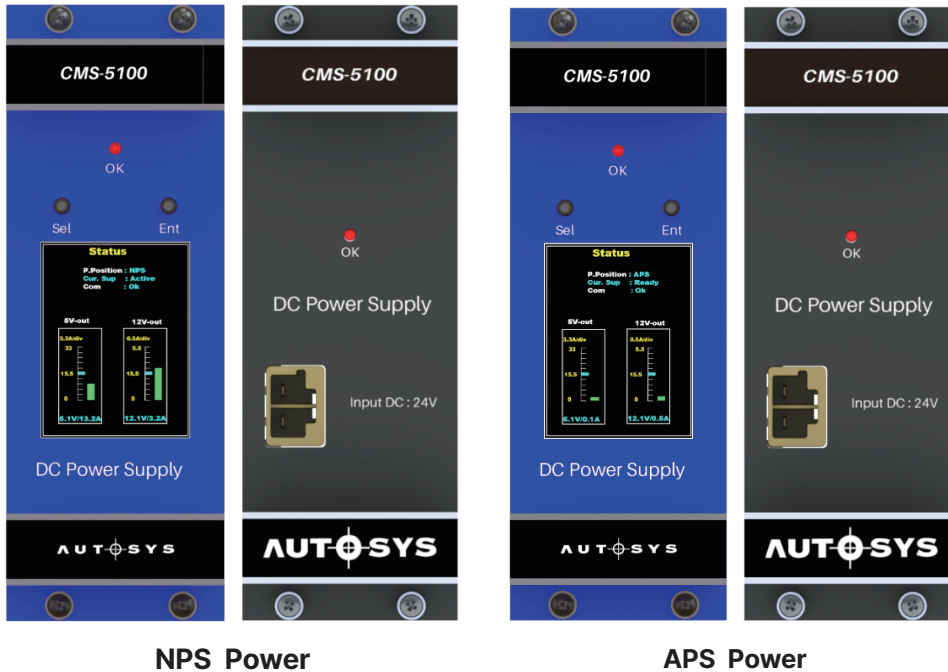 CMS-5100
OK
Sel Ent
Status
P.Position : NPS
Cur. Sup : Active
Com : Ok
5V-out 12V-out
3.3A/div 0.5A/div
33 5.5
15.5 15.5
0 0
5.1V/13.2A 12.1V/3.2A
DC Power Supply
AUTOSYS
CMS-5100
OK
DC Power Supply
Input DC : 24V
AUTOSYS
NPS Power
CMS-5100
OK
Sel Ent
Status
P.Position : APS
Cur. Sup : Ready
Com : Ok
5V-out 12V-out
3.3A/div 0.5A/div
33 5.5
15.5 15.5
0 0
5.1V/0.1A 12.1V/0.5A
DC Power Supply
AUTOSYS
CMS-5100
OK
DC Power Supply
Input DC : 24V
AUTOSYS
APS Power